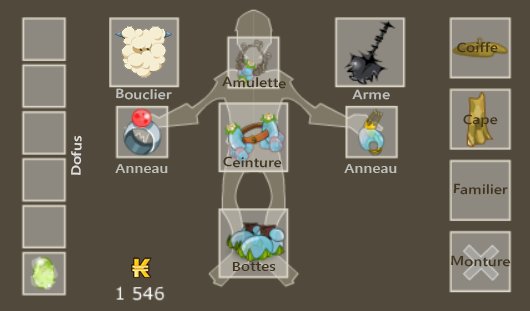 Bouclier
Amulette
Arme
Coiffe
Dofus
Anneau
Ceinture
Anneau
Cape
Familier
Bottes
Monture
1 546